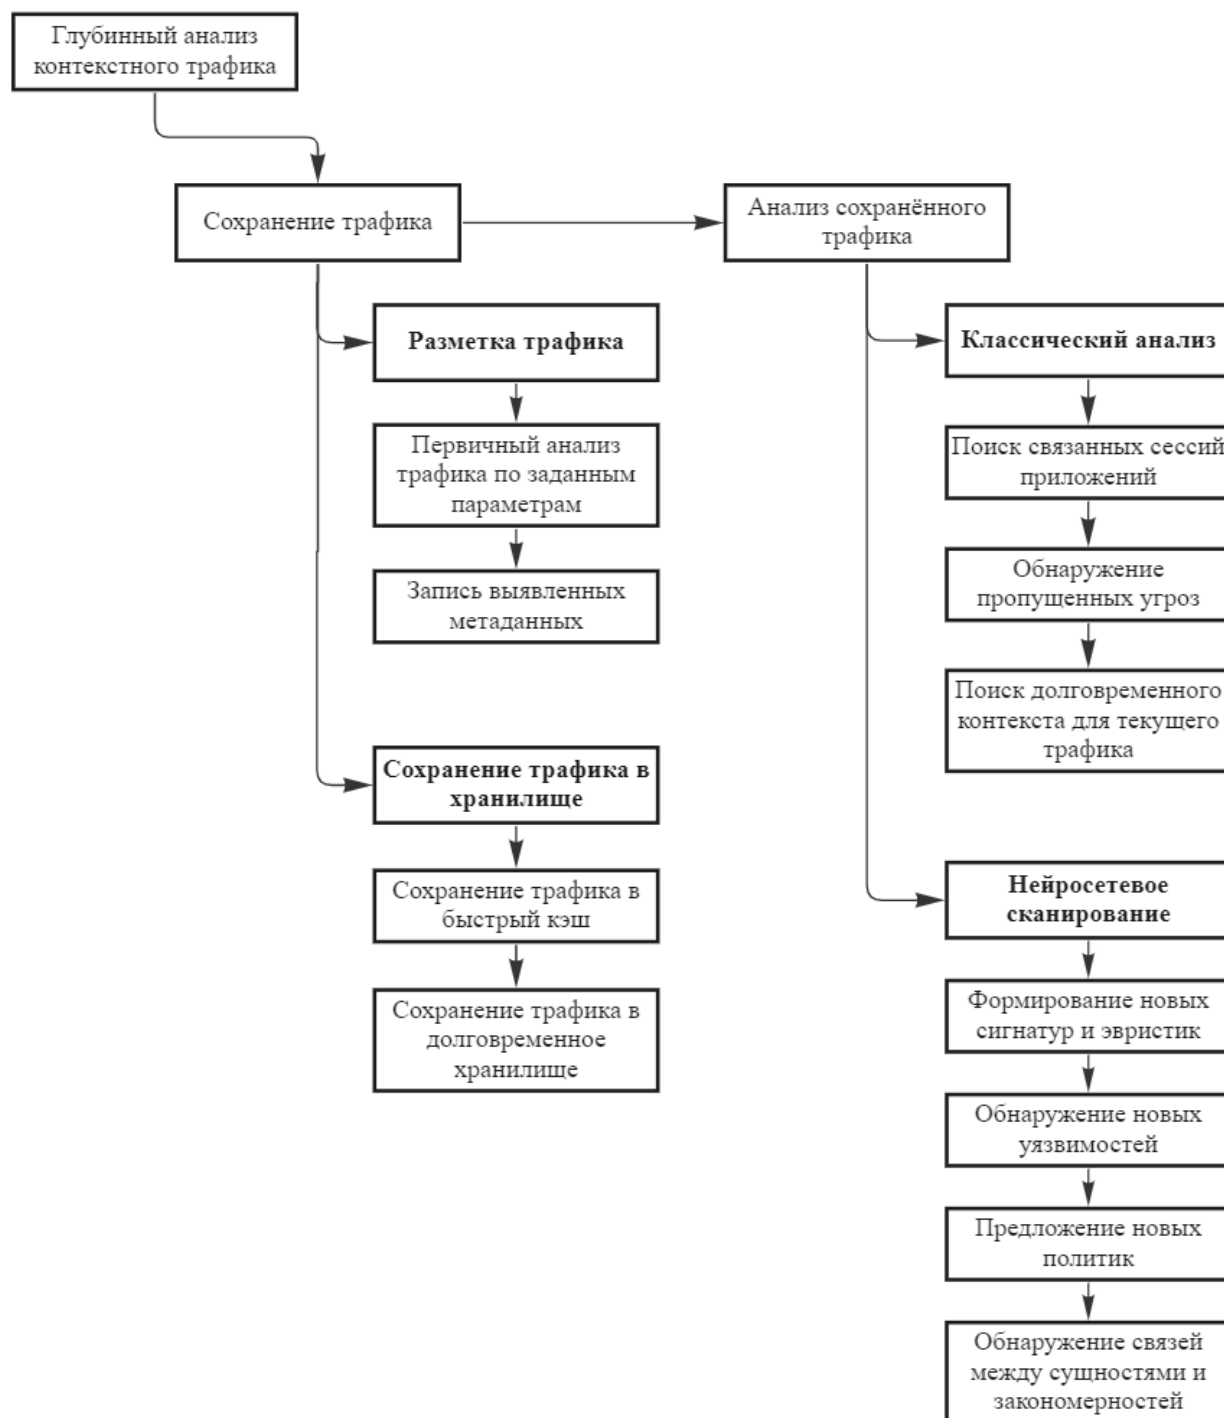 Глубинный анализ
контекстного трафика
Сохранение трафика
Анализ сохранённого
трафика
Разметка трафика
Первичный анализ
трафика по заданным
параметрам
Запись выявленных
метаданных
Сохранение трафика в
хранилище
Сохранение трафика в
быстрый кэш
Сохранение трафика в
долговременное
хранилище
Классический анализ
Поиск связанных сессий
приложений
Обнаружение
пропущенных угроз
Поиск долговременного
контекста для текущего
трафика
Нейросетевое
сканирование
Формирование новых
сигнатур и эвристик
Обнаружение новых
уязвимостей
Предложение новых
политик
Обнаружение связей
между сущностями и
закономерностей